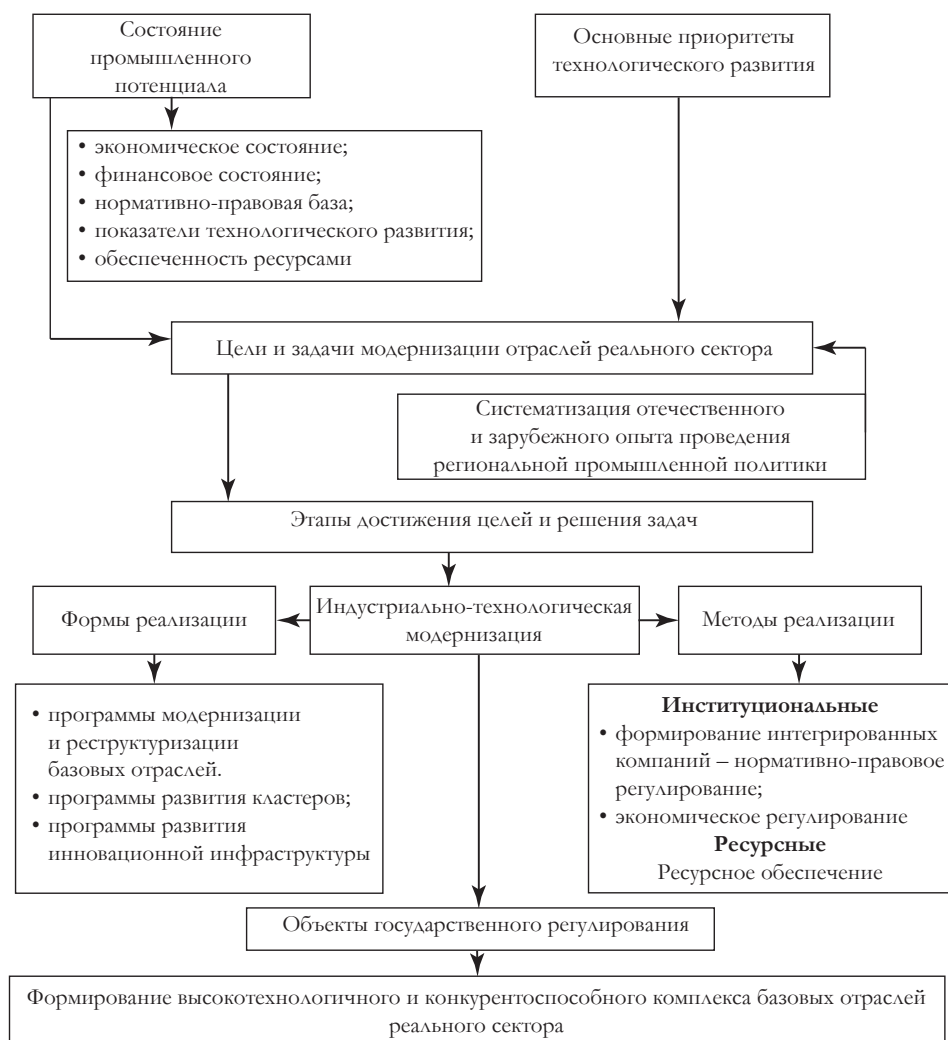 Состояние
промышленного
потенциала
Основные приоритеты
технологического развития
• экономическое состояние;
• финансовое состояние;
• нормативно-правовая база;
• показатели технологического развития;
• обеспеченность ресурсами
Цели и задачи модернизации отраслей реального сектора
Систематизация отечественного
и зарубежного опыта проведения
региональной промышленной политики
Этапы достижения целей и решения задач
Формы реализации
Индустриально-технологическая
модернизация
Методы реализации
• программы модернизации
и реструктуризации
базовых отраслей.
• программы развития кластеров;
• программы развития
инновационной инфраструктуры
Институциональные
• формирование интегрированных
компаний – нормативно-правовое
регулирование;
• экономическое регулирование
Ресурсные
Ресурсное обеспечение
Объекты государственного регулирования
Формирование высокотехнологичного и конкурентоспособного комплекса базовых отраслей
реального сектора